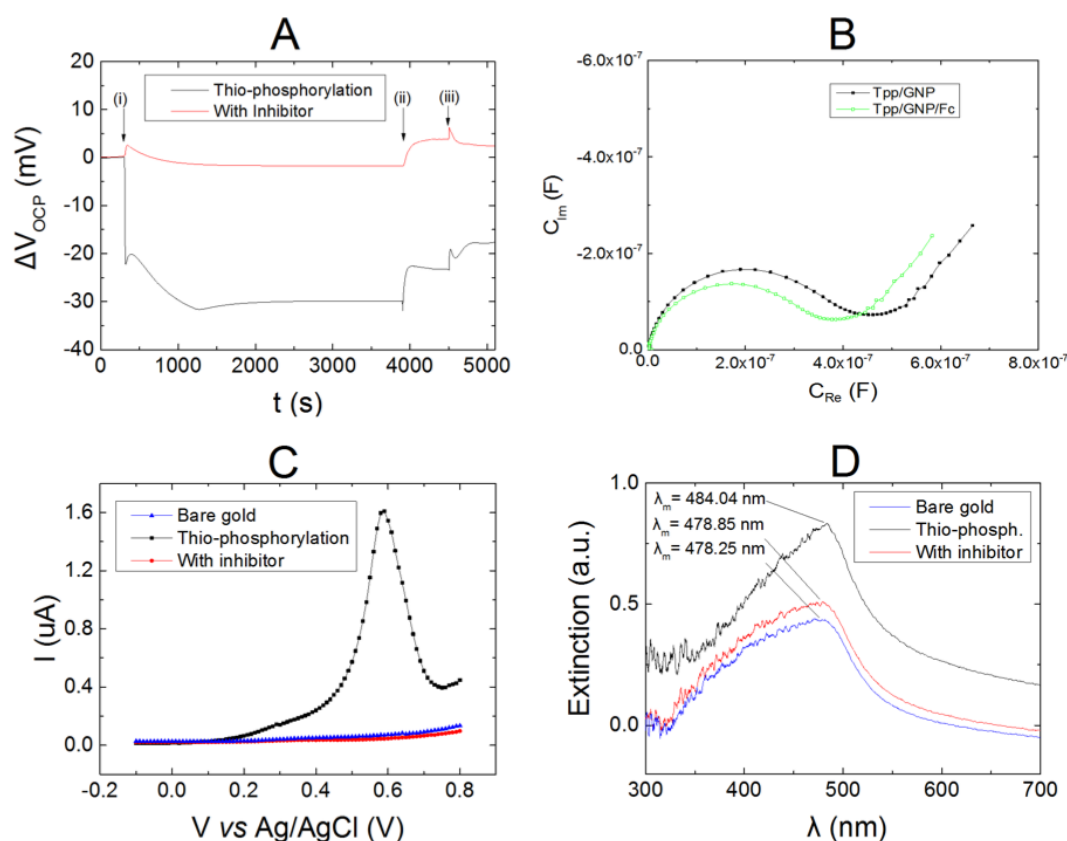 A
20
10
0
-10
-20
-30
-40
ΔV_OCP (mV)
Thio-phosphorylation
With Inhibitor
(i)
(ii)
(iii)
0 1000 2000 3000 4000 5000
t (s)
B
-6.0x10^-7
-4.0x10^-7
-2.0x10^-7
0.0
C_Im (F)
Tpp/GNP
Tpp/GNP/Fc
0.0 2.0x10^-7 4.0x10^-7 6.0x10^-7 8.0x10^-7
C_Re (F)
C
1.6
1.2
0.8
0.4
0.0
I (uA)
Bare gold
Thio-phosphorylation
With inhibitor
-0.2 0.0 0.2 0.4 0.6 0.8
V vs Ag/AgCl (V)
D
1.0
0.5
0.0
Extinction (a.u.)
λ_m= 484.04 nm
λ_m= 478.85 nm
λ_m= 478.25 nm
Bare gold
Thio-phosph.
With inhibitor
300 400 500 600 700
λ (nm)